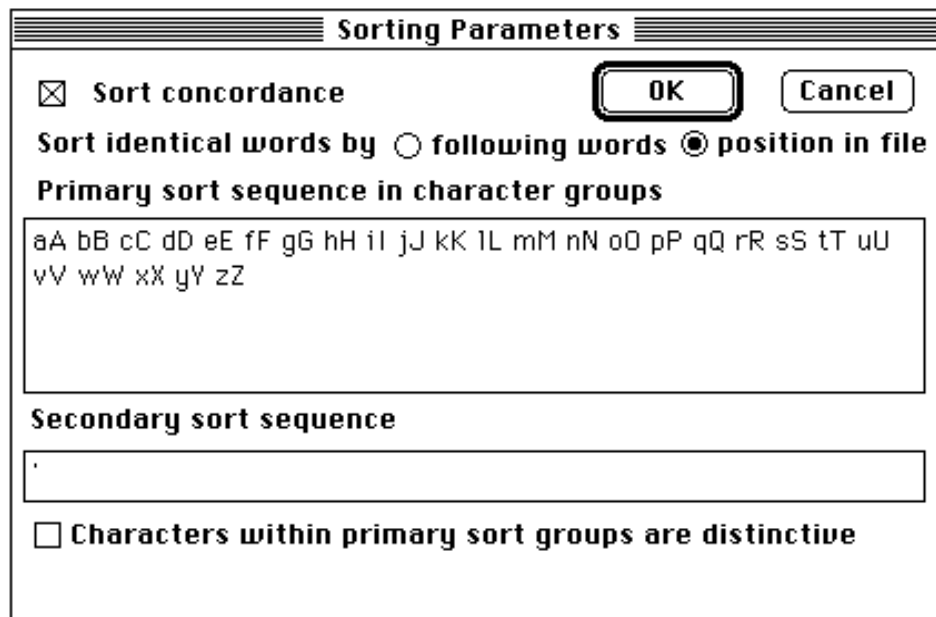 Sorting Parameters
Sort concordance OK Cancel
Sort identical words by following words position in file
Primary sort sequence in character groups
aA bB cC dD eE fF gG hH iI jJ kK lL mM nN oO pP qQ rR sS tT uU
vV wW xX yY zZ
Secondary sort sequence
'
Characters within primary sort groups are distinctive